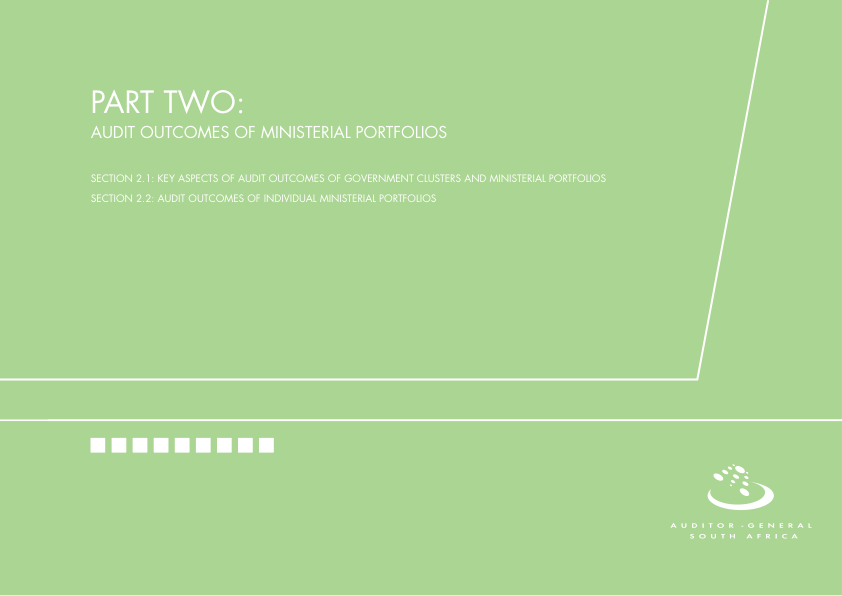 PART TWO:
AUDIT OUTCOMES OF MINISTERIAL PORTFOLIOS
SECTION 2.1: KEY ASPECTS OF AUDIT OUTCOMES OF GOVERNMENT CLUSTERS AND MINISTERIAL PORTFOLIOS
SECTION 2.2: AUDIT OUTCOMES OF INDIVIDUAL MINISTERIAL PORTFOLIOS
AUDITOR-GENERAL
SOUTH AFRICA